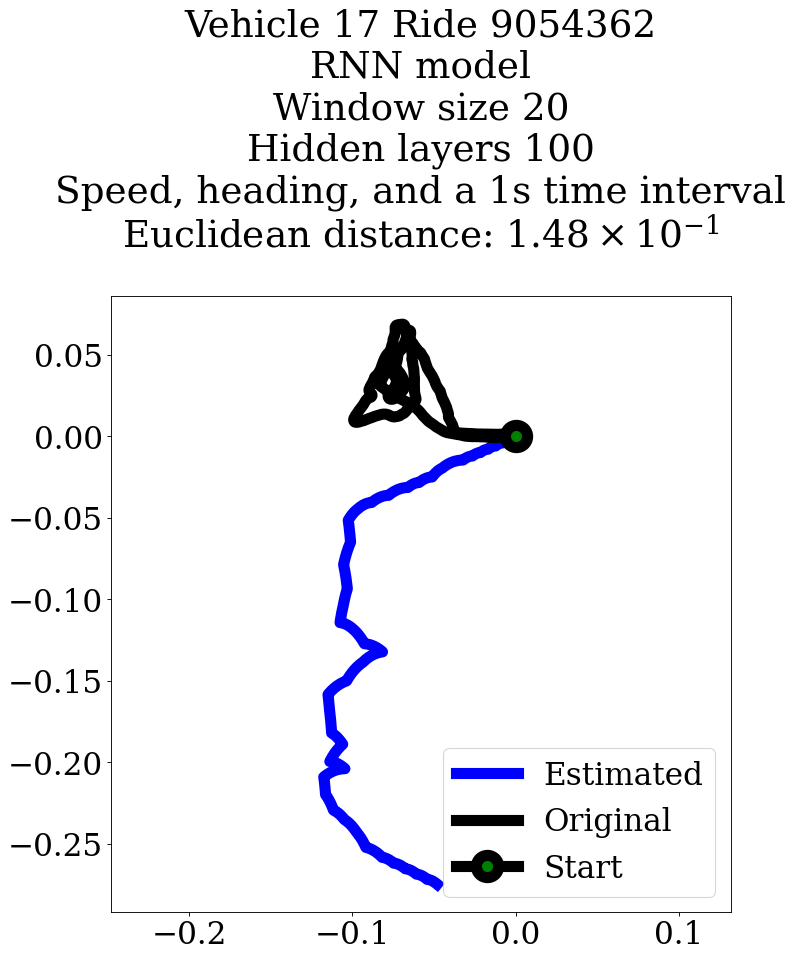 Vehicle 17 Ride 9054362
RNN model
Window size 20
Hidden layers 100
Speed, heading, and a 1s time interval
Euclidean distance: 1.48 × 10⁻¹
0.05
0.00
−0.05
−0.10
−0.15
−0.20
−0.25
Estimated
Original
Start
−0.2
−0.1
0.0
0.1